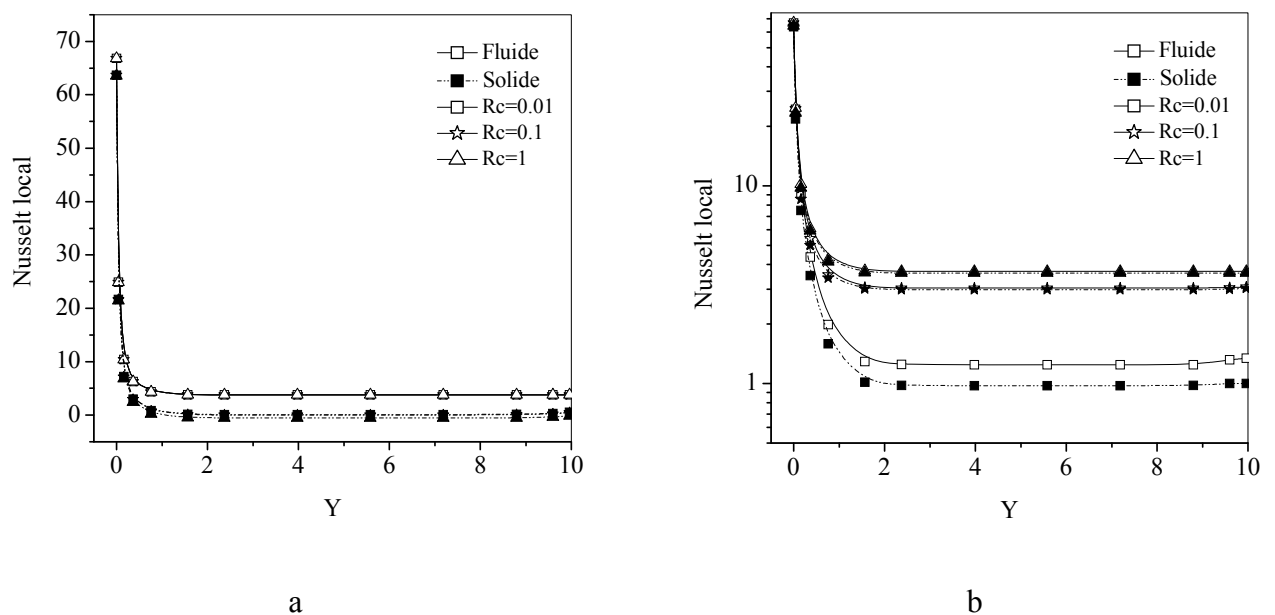 70
60
50
40
30
20
10
0
0 2 4 6 8 10
Nusselt local
Y
Fluide
Solide
Rc=0.01
Rc=0.1
Rc=1
a
10
1
0 2 4 6 8 10
Nusselt local
Y
Fluide
Solide
Rc=0.01
Rc=0.1
Rc=1
b